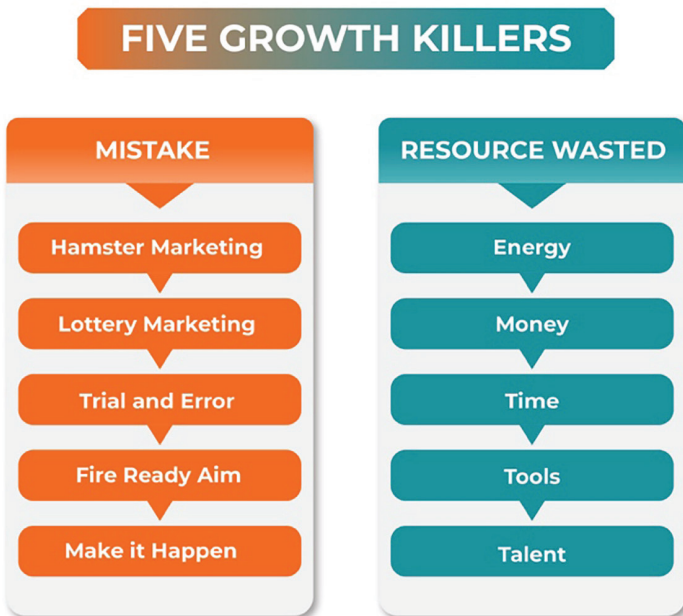 FIVE GROWTH KILLERS
MISTAKE
Hamster Marketing
Lottery Marketing
Trial and Error
Fire Ready Aim
Make it Happen
RESOURCE WASTED
Energy
Money
Time
Tools
Talent